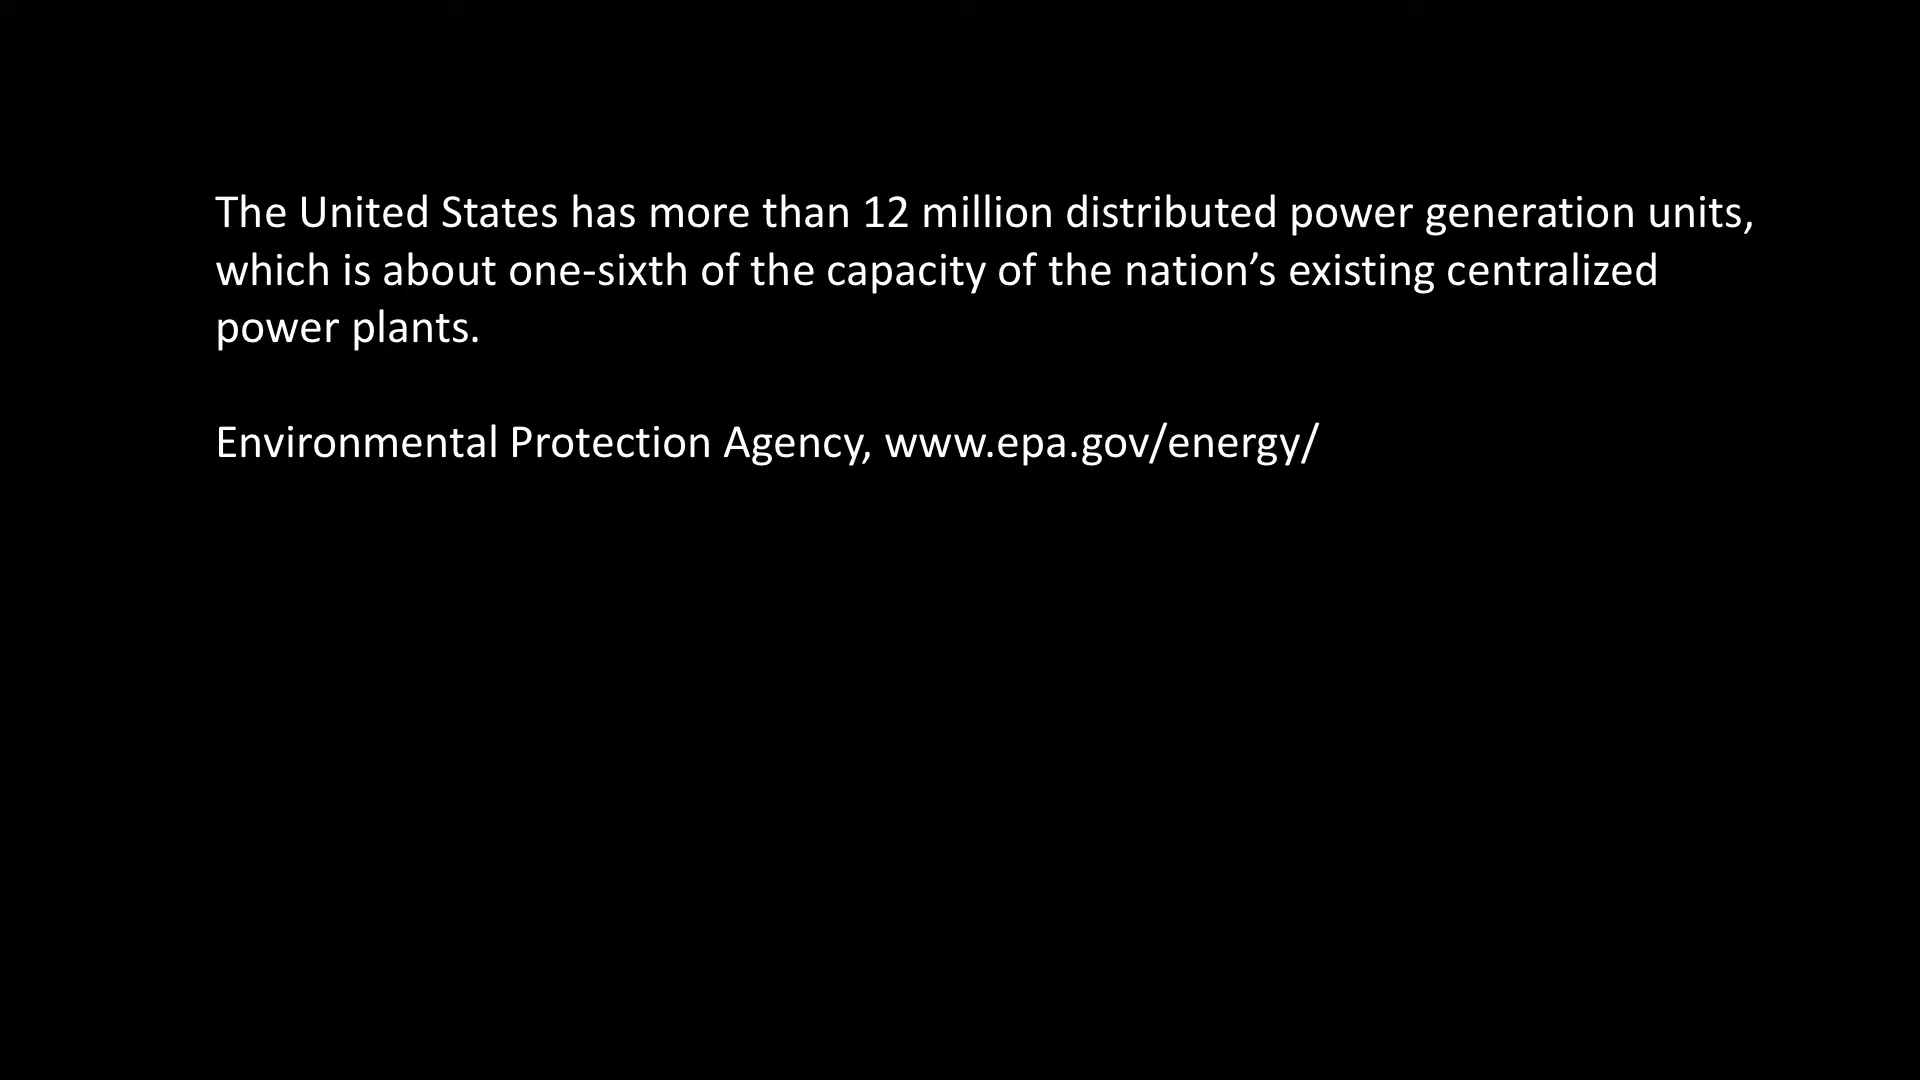 The United States has more than 12 million distributed power generation units,
which is about one-sixth of the capacity of the nation’s existing centralized
power plants.
Environmental Protection Agency, www.epa.gov/energy/